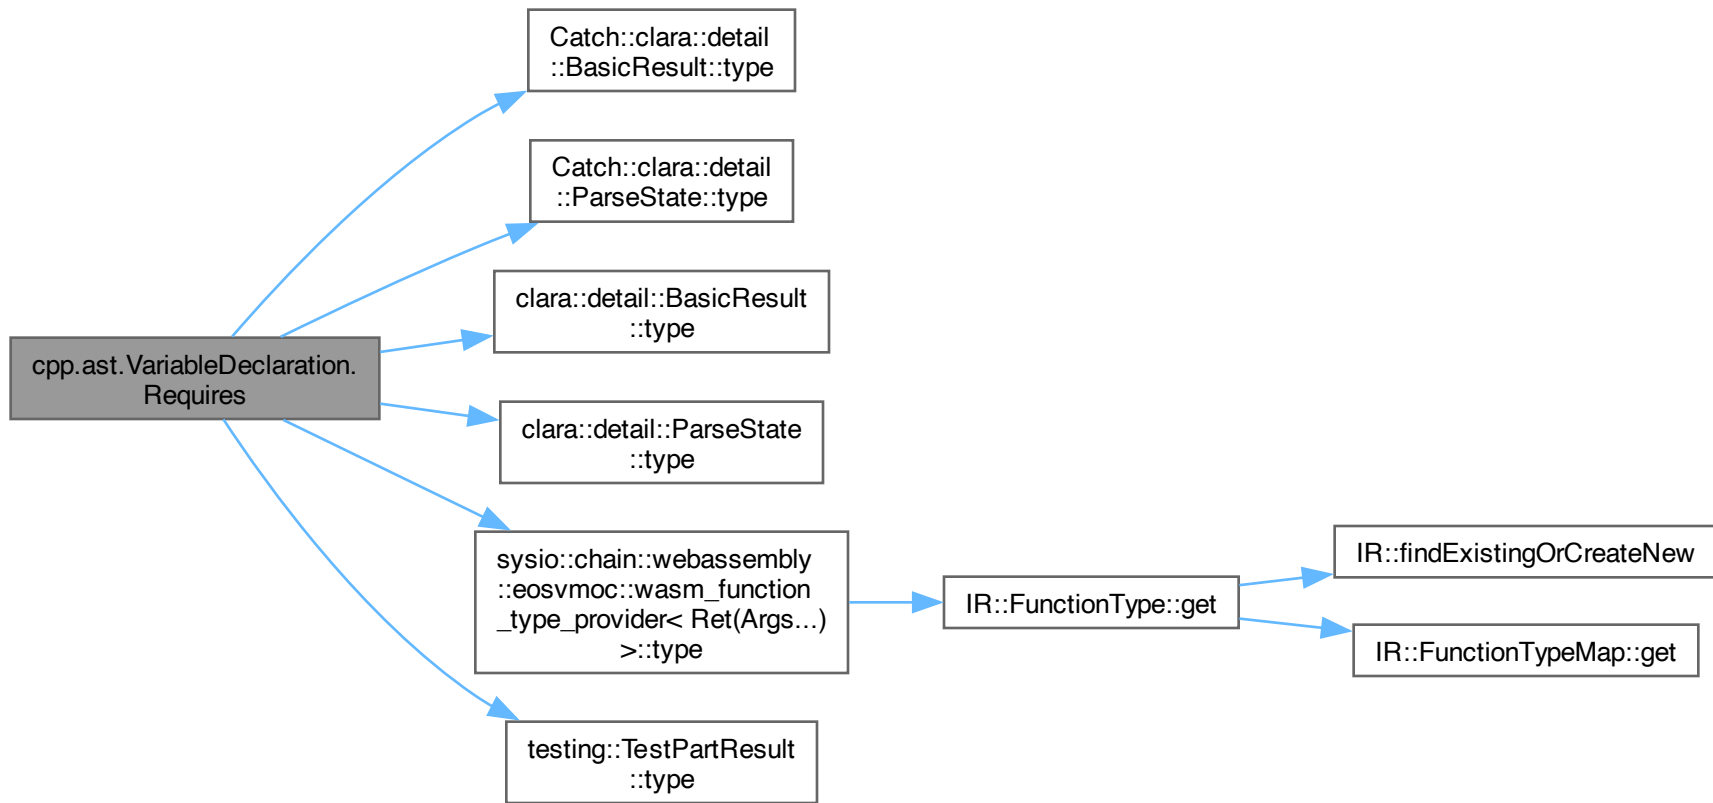 Catch::clara::detail
::BasicResult::type
Catch::clara::detail
::ParseState::type
clara::detail::BasicResult
::type
cpp.ast.VariableDeclaration.
Requires
clara::detail::ParseState
::type
sysio::chain::webassembly
::eosvmoc::wasm_function
_type_provider< Ret(Args...)
>::type
IR::FunctionType::get
IR::findExistingOrCreateNew
IR::FunctionTypeMap::get
testing::TestPartResult
::type